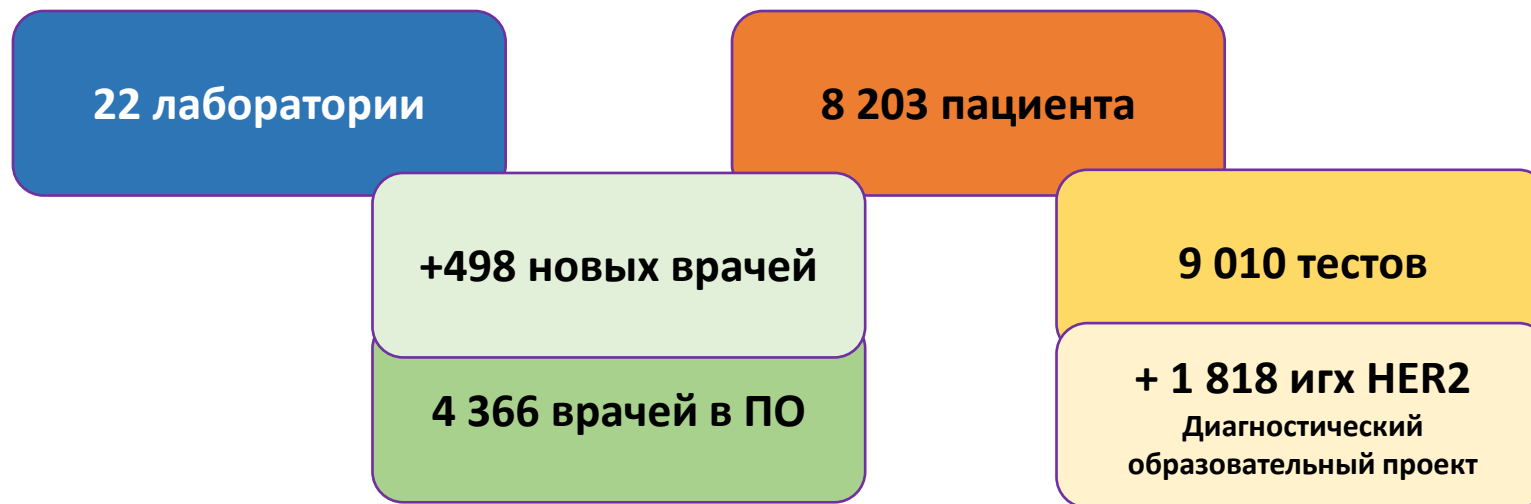 22 лаборатории
8 203 пациента
+498 новых врачей
9 010 тестов
4 366 врачей в ПО
+ 1 818 игх HER2
Диагностический
образовательный проект